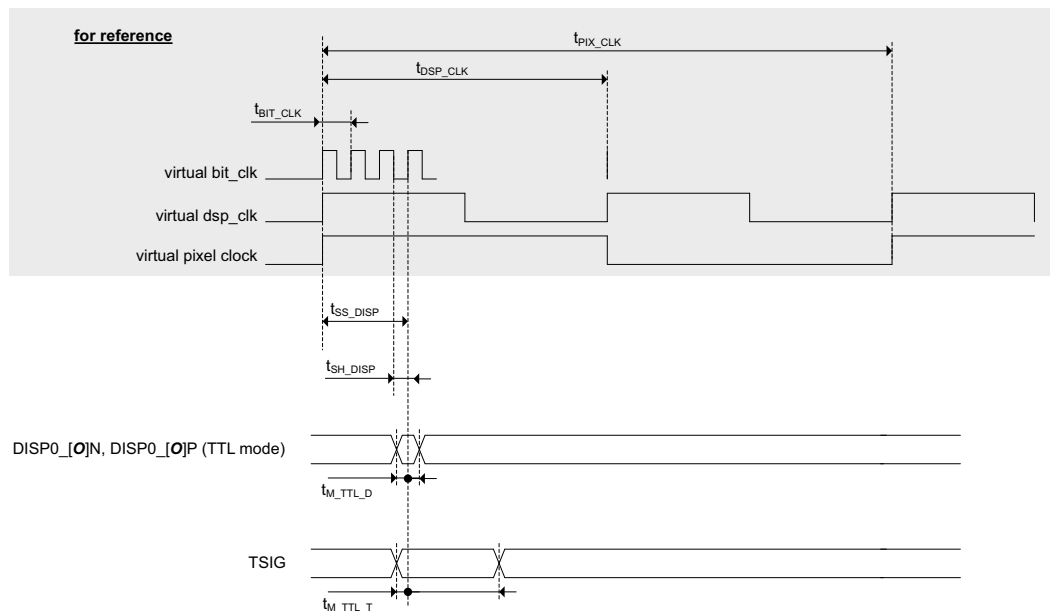 for reference
tPIX_CLK
tDSP_CLK
tBIT_CLK
virtual bit_clk
virtual dsp_clk
virtual pixel clock
tSS_DISP
tSH_DISP
DISP0_[O]N, DISP0_[O]P (TTL mode)
tM_TTL_D
TSIG
tM_TTL_T